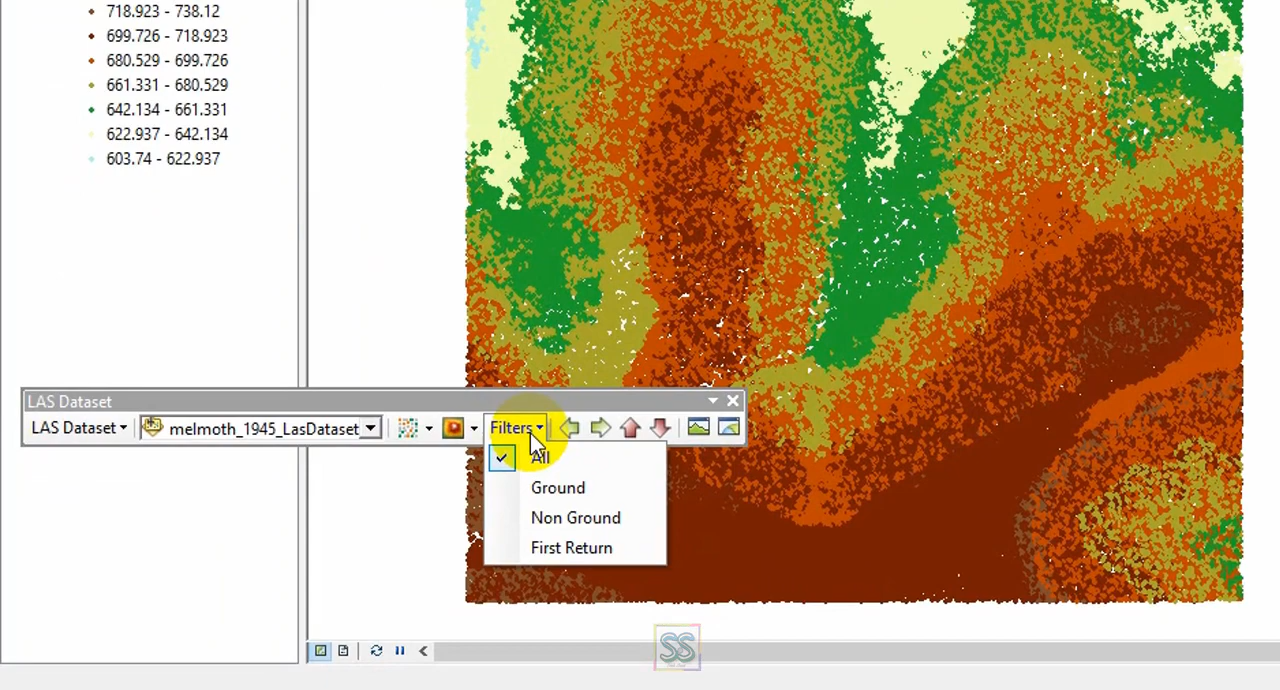 718.923 - 738.12
699.726 - 718.923
680.529 - 699.726
661.331 - 680.529
642.134 - 661.331
622.937 - 642.134
603.74 - 622.937
LAS Dataset
LAS Dataset melmoth_1945_LasDataset Filters
All
Ground
Non Ground
First Return
SS